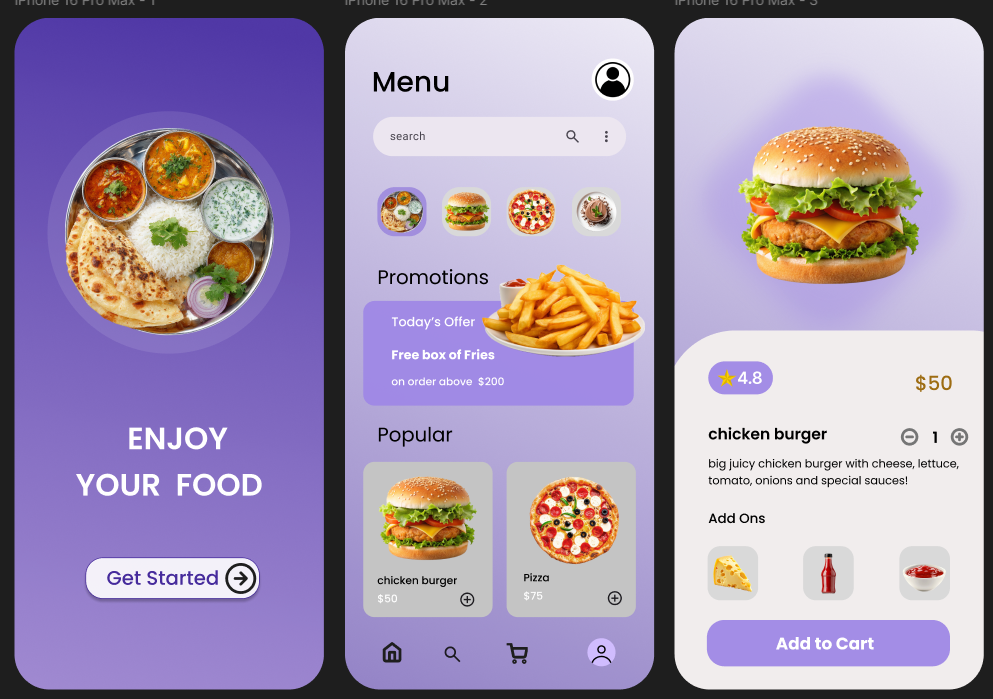 iPhone 16 Pro Max - 1
ENJOY
YOUR FOOD
Get Started
iPhone 16 Pro Max - 2
Menu
search
Promotions
Today's Offer
Free box of Fries
on order above $200
Popular
chicken burger
$50
Pizza
$75
iPhone 16 Pro Max - 3
4.8
$50
chicken burger
1
big juicy chicken burger with cheese, lettuce,
tomato, onions and special sauces!
Add Ons
Add to Cart